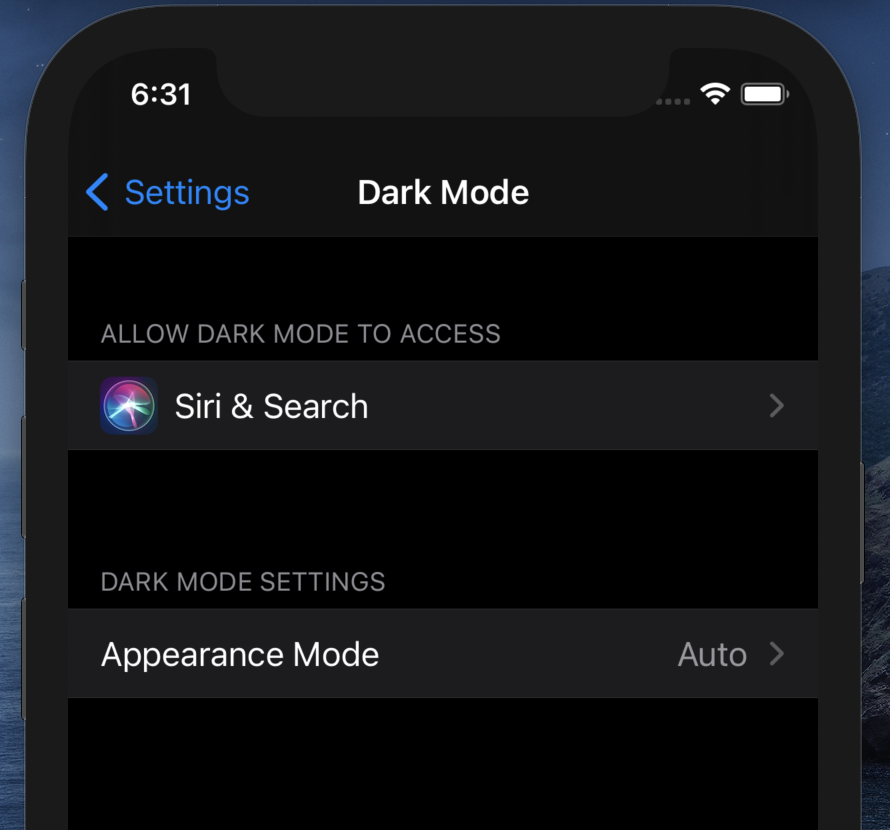 6:31
Settings
Dark Mode
ALLOW DARK MODE TO ACCESS
Siri & Search
DARK MODE SETTINGS
Appearance Mode Auto